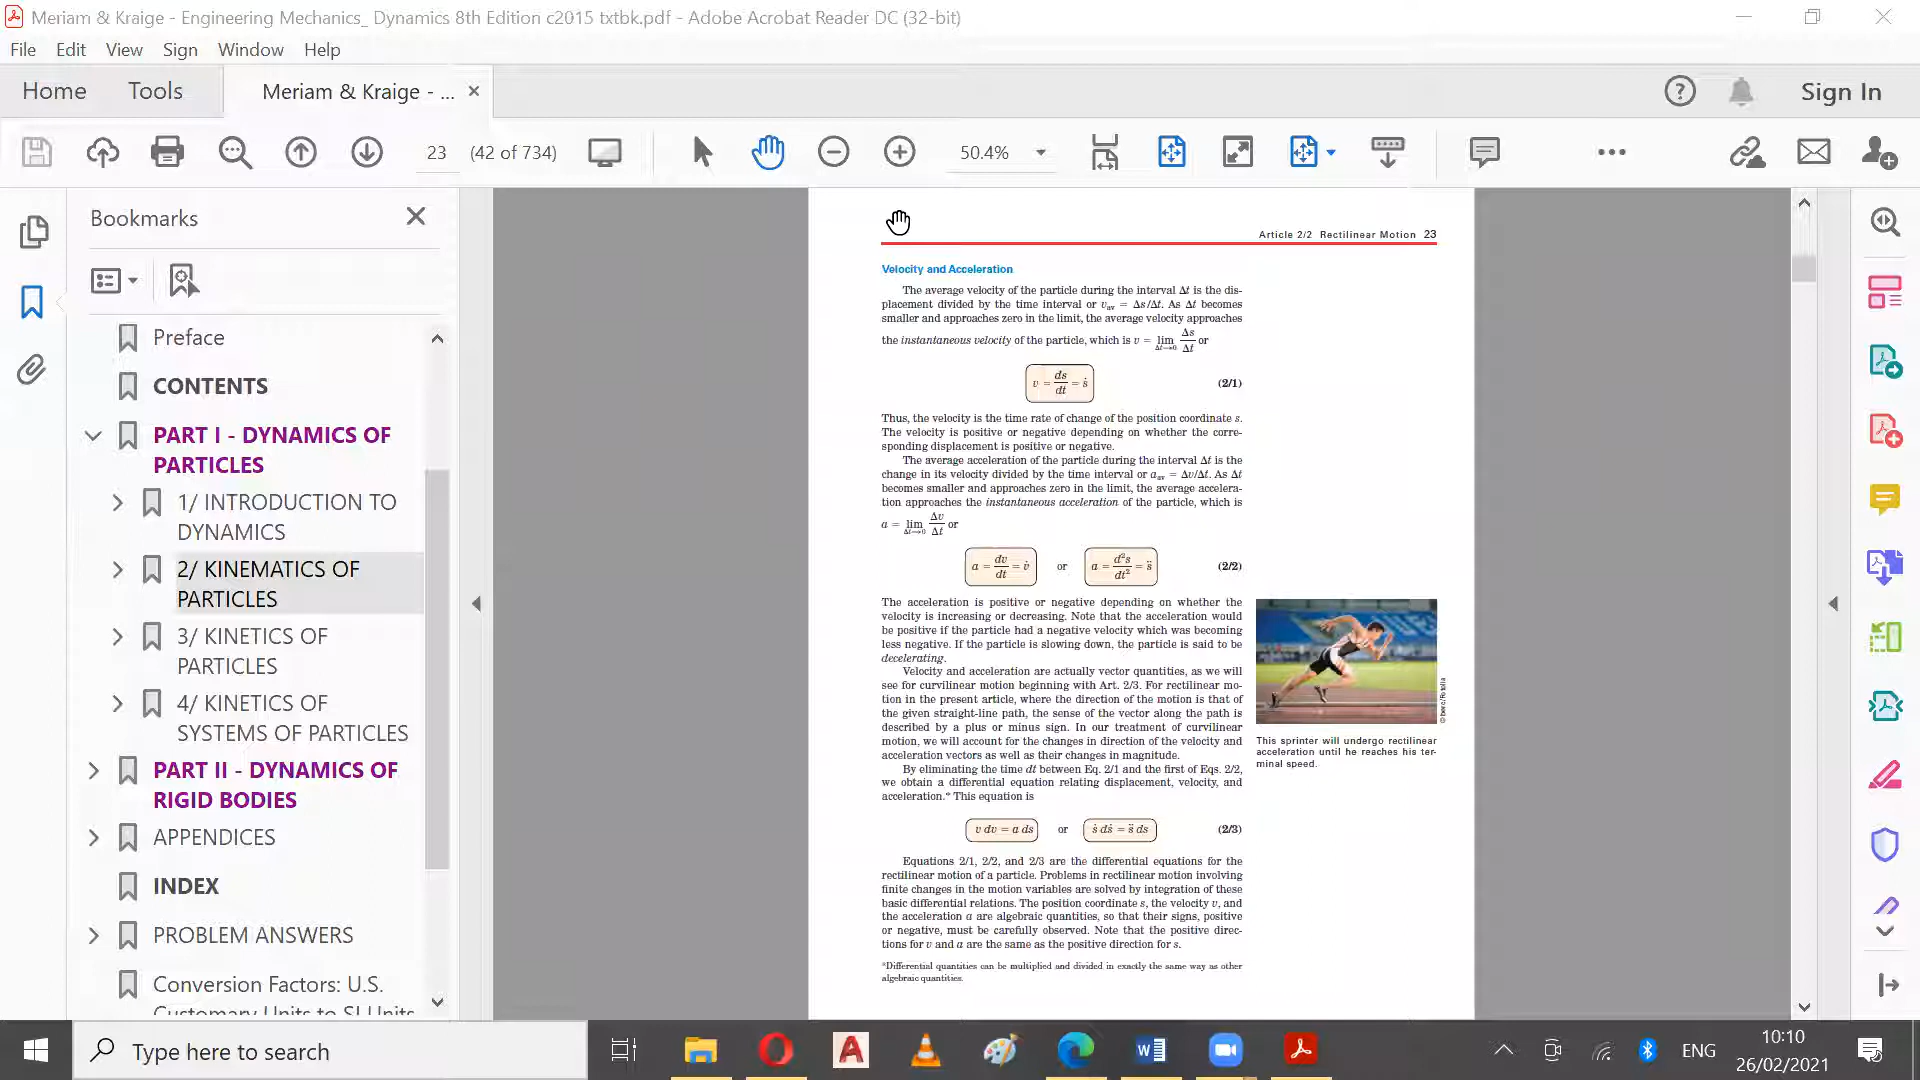 Meriam & Kraige - Engineering Mechanics_ Dynamics 8th Edition c2015 txtbk.pdf - Adobe Acrobat Reader DC (32-bit)
File Edit View Sign Window Help
Home Tools Meriam & Kraige - ... × Sign In
23 (42 of 734) 50.4%
Bookmarks
Preface
CONTENTS
PART I - DYNAMICS OF
PARTICLES
1/ INTRODUCTION TO
DYNAMICS
2/ KINEMATICS OF
PARTICLES
3/ KINETICS OF
PARTICLES
4/ KINETICS OF
SYSTEMS OF PARTICLES
PART II - DYNAMICS OF
RIGID BODIES
APPENDICES
INDEX
PROBLEM ANSWERS
Conversion Factors: U.S.
Customary Units to SI Units
Article 2/2 Rectilinear Motion 23
Velocity and Acceleration
The average velocity of the particle during the interval Δt is the dis-
placement divided by the time interval or v_av = Δs/Δt. As Δt becomes
smaller and approaches zero in the limit, the average velocity approaches
the instantaneous velocity of the particle, which is v = lim Δt→0 Δs/Δt or
v = ds/dt = ṡ (2/1)
Thus, the velocity is the time rate of change of the position coordinate s.
The velocity is positive or negative depending on whether the corre-
sponding displacement is positive or negative.
The average acceleration of the particle during the interval Δt is the
change in its velocity divided by the time interval or a_av = Δv/Δt. As Δt
becomes smaller and approaches zero in the limit, the average accelera-
tion approaches the instantaneous acceleration of the particle, which is
a = lim Δt→0 Δv/Δt or
a = dv/dt = v̇ or a = d²s/dt² = s̈ (2/2)
The acceleration is positive or negative depending on whether the
velocity is increasing or decreasing. Note that the acceleration would
be positive if the particle had a negative velocity which was becoming
less negative. If the particle is slowing down, the particle is said to be
decelerating.
Velocity and acceleration are actually vector quantities, as we will
see for curvilinear motion beginning with Art. 2/3. For rectilinear mo-
tion in the present article, where the direction of the motion is that of
the given straight-line path, the sense of the vector along the path is
described by a plus or minus sign. In our treatment of curvilinear
motion, we will account for the changes in direction of the velocity and
acceleration vectors as well as their changes in magnitude.
By eliminating the time dt between Eq. 2/1 and the first of Eqs. 2/2,
we obtain a differential equation relating displacement, velocity, and
acceleration.* This equation is
v dv = a ds or ṡ dṡ = s̈ ds (2/3)
Equations 2/1, 2/2, and 2/3 are the differential equations for the
rectilinear motion of a particle. Problems in rectilinear motion involving
finite changes in the motion variables are solved by integration of these
basic differential relations. The position coordinate s, the velocity v, and
the acceleration a are algebraic quantities, so that their signs, positive
or negative, must be carefully observed. Note that the positive direc-
tions for v and a are the same as the positive direction for s.
*Differential quantities can be multiplied and divided in exactly the same way as other
algebraic quantities.
This sprinter will undergo rectilinear
acceleration until he reaches his ter-
minal speed.
Type here to search
ENG
10:10
26/02/2021